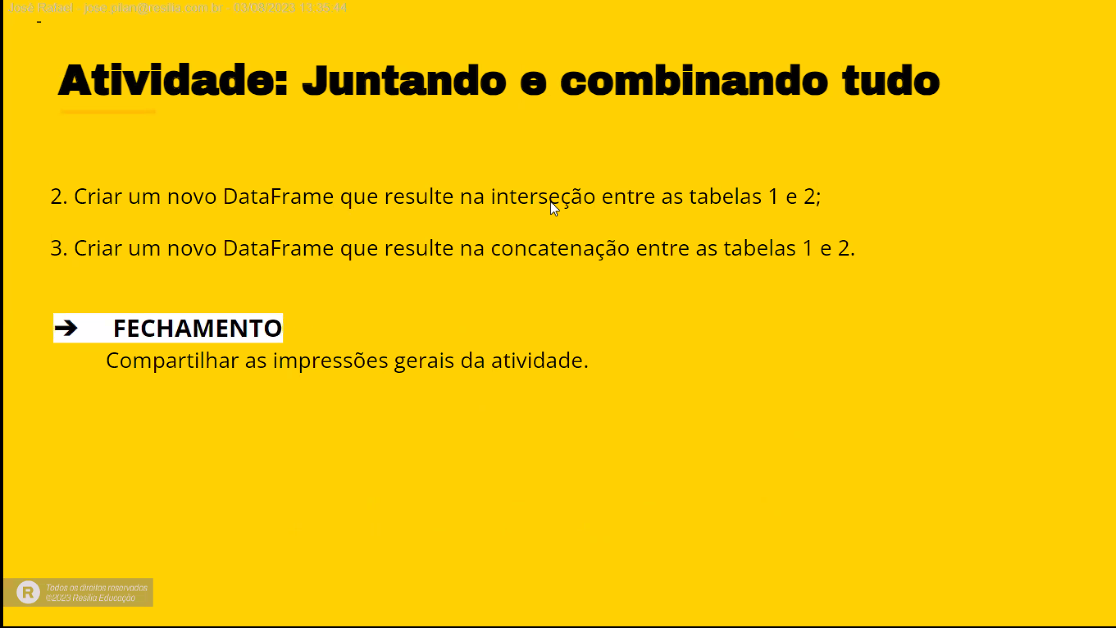 José Rafael - jose.pitan@resilia.com.br - 03/08/2023 13:36:44
Atividade: Juntando e combinando tudo
2. Criar um novo DataFrame que resulte na interseção entre as tabelas 1 e 2;
3. Criar um novo DataFrame que resulte na concatenação entre as tabelas 1 e 2.
➔ FECHAMENTO
Compartilhar as impressões gerais da atividade.
R
Todos os direitos reservados
©2023 Resilia Educação